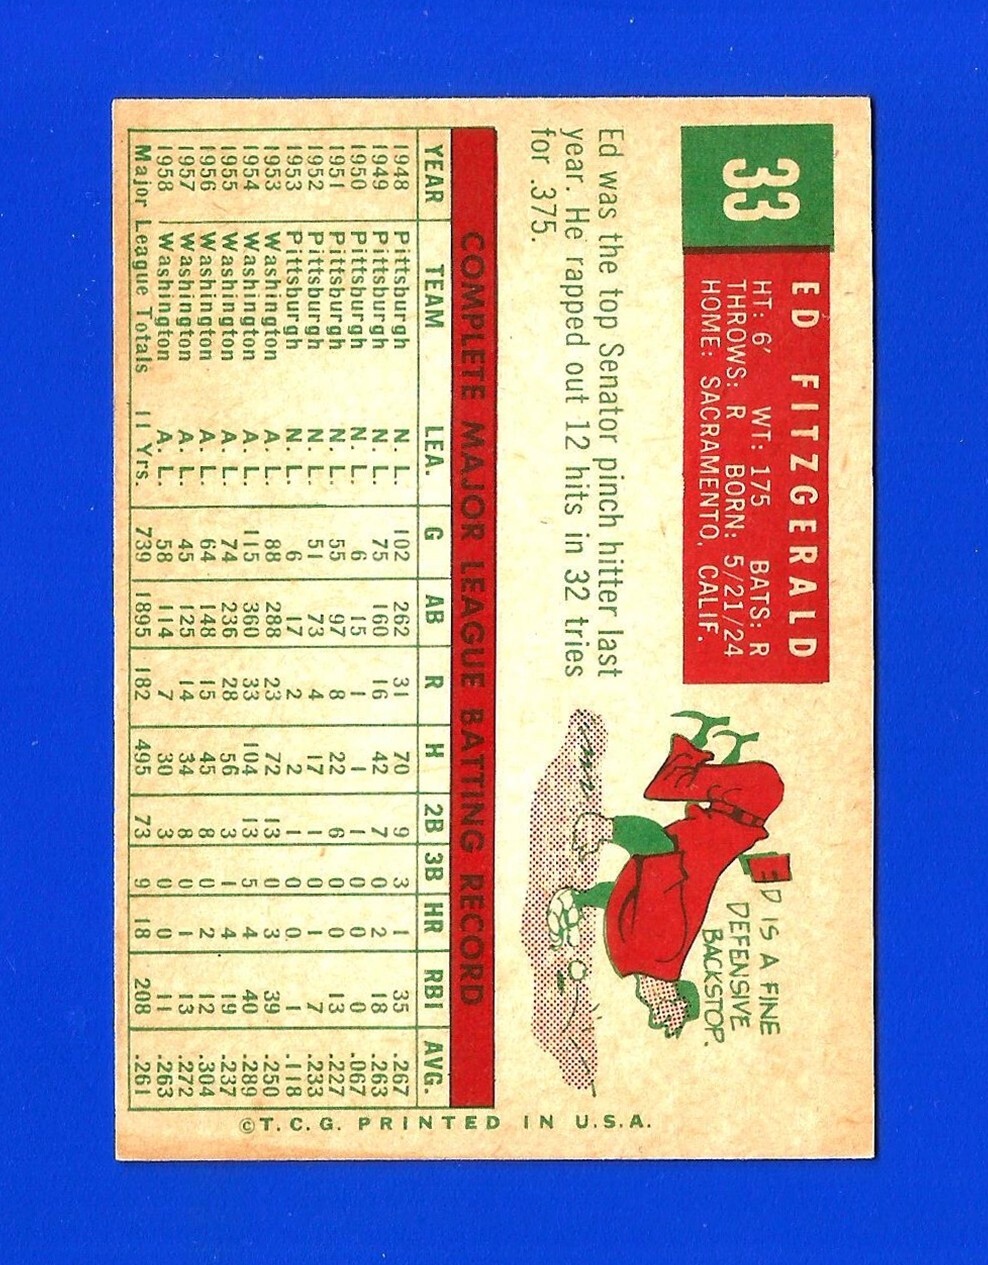 33
ED FITZGERALD
HT: 6' WT: 175 BATS: R
THROWS: R BORN: 5/21/24
HOME: SACRAMENTO, CALIF.
Ed was the top Senator pinch hitter last
year. He rapped out 12 hits in 32 tries
for .375.
ED IS A FINE
DEFENSIVE
BACKSTOP.
COMPLETE MAJOR LEAGUE BATTING RECORD
YEAR TEAM LEA. G AB R H 2B 3B HR RBI AVG.
1948 Pittsburgh N. L. 102 262 31 70 9 3 1 35 .267
1949 Pittsburgh N. L. 75 160 16 42 7 0 2 18 .263
1950 Pittsburgh N. L. 6 15 1 1 1 0 0 0 .067
1951 Pittsburgh N. L. 55 97 8 22 6 0 0 13 .227
1952 Pittsburgh N. L. 51 73 4 17 1 0 1 7 .233
1953 Pittsburgh N. L. 6 17 2 2 1 0 0 1 .118
1953 Washington A. L. 88 288 23 72 13 0 3 39 .250
1954 Washington A. L. 115 360 33 104 13 5 4 40 .289
1955 Washington A. L. 74 236 28 56 3 1 4 19 .237
1956 Washington A. L. 64 148 15 45 8 0 2 12 .304
1957 Washington A. L. 45 125 14 34 8 0 1 13 .272
1958 Washington A. L. 58 114 7 30 3 0 0 11 .263
Major League Totals 11 Yrs. 739 1895 182 495 73 9 18 208 .261
©T.C.G. PRINTED IN U.S.A.